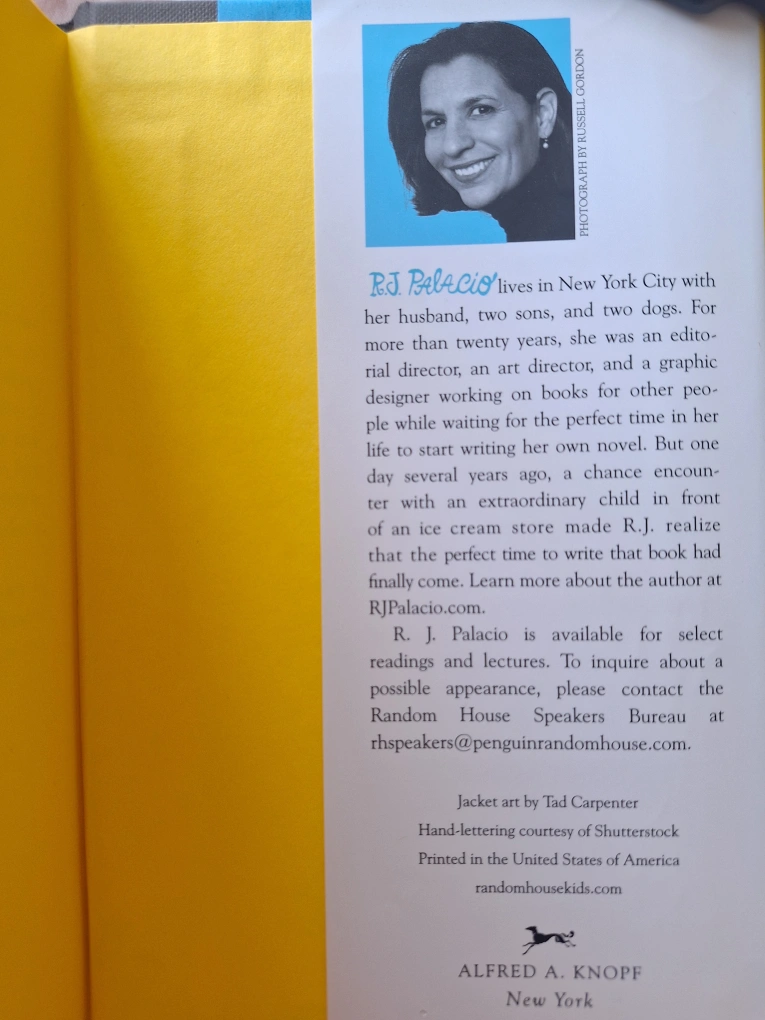 PHOTOGRAPH BY RUSSELL GORDON
R.J. PALACIO lives in New York City with
her husband, two sons, and two dogs. For
more than twenty years, she was an edito-
rial director, an art director, and a graphic
designer working on books for other peo-
ple while waiting for the perfect time in her
life to start writing her own novel. But one
day several years ago, a chance encoun-
ter with an extraordinary child in front
of an ice cream store made R.J. realize
that the perfect time to write that book had
finally come. Learn more about the author at
RJPalacio.com.
R. J. Palacio is available for select
readings and lectures. To inquire about a
possible appearance, please contact the
Random House Speakers Bureau at
rhspeakers@penguinrandomhouse.com.
Jacket art by Tad Carpenter
Hand-lettering courtesy of Shutterstock
Printed in the United States of America
randomhousekids.com
ALFRED A. KNOPF
New York